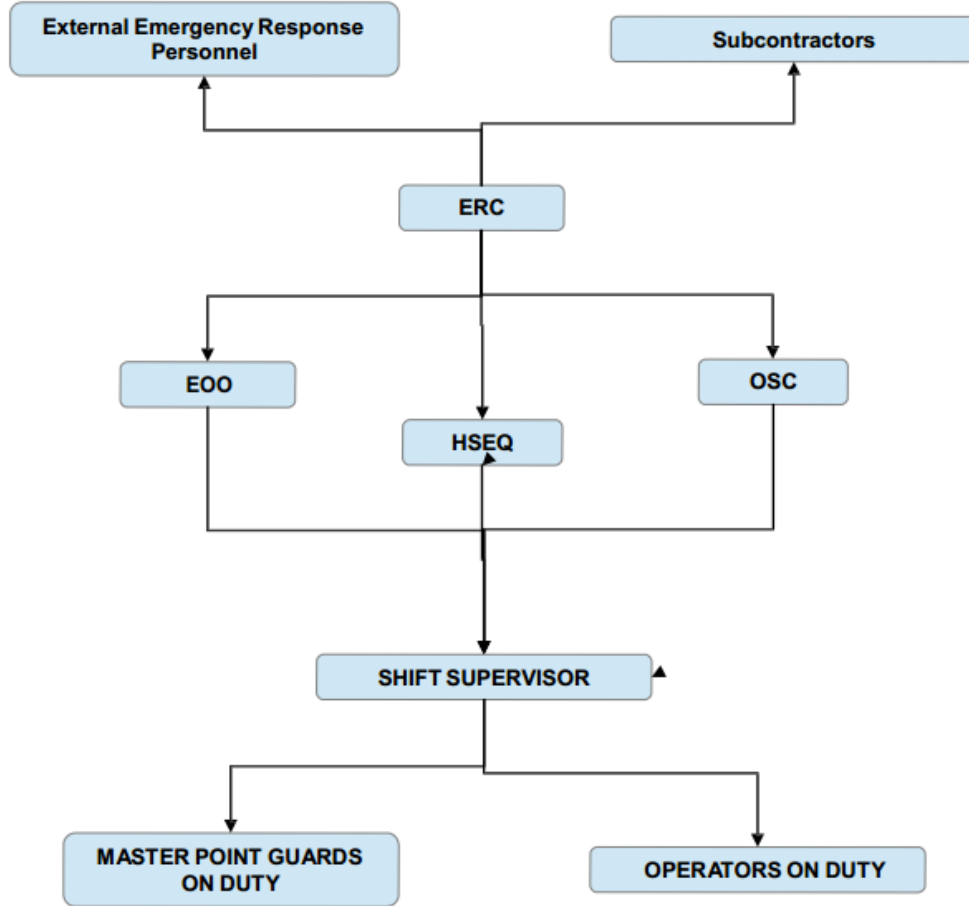 External Emergency Response
Personnel
Subcontractors
ERC
EOO
OSC
HSEQ
SHIFT SUPERVISOR
MASTER POINT GUARDS
ON DUTY
OPERATORS ON DUTY